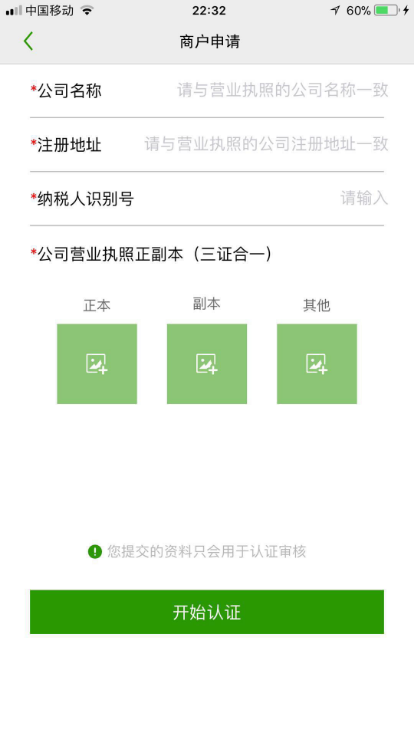 中国移动 22:32 60%
商户申请
*公司名称 请与营业执照的公司名称一致
*注册地址 请与营业执照的公司注册地址一致
*纳税人识别号 请输入
*公司营业执照正副本（三证合一）
正本 副本 其他
您提交的资料只会用于认证审核
开始认证